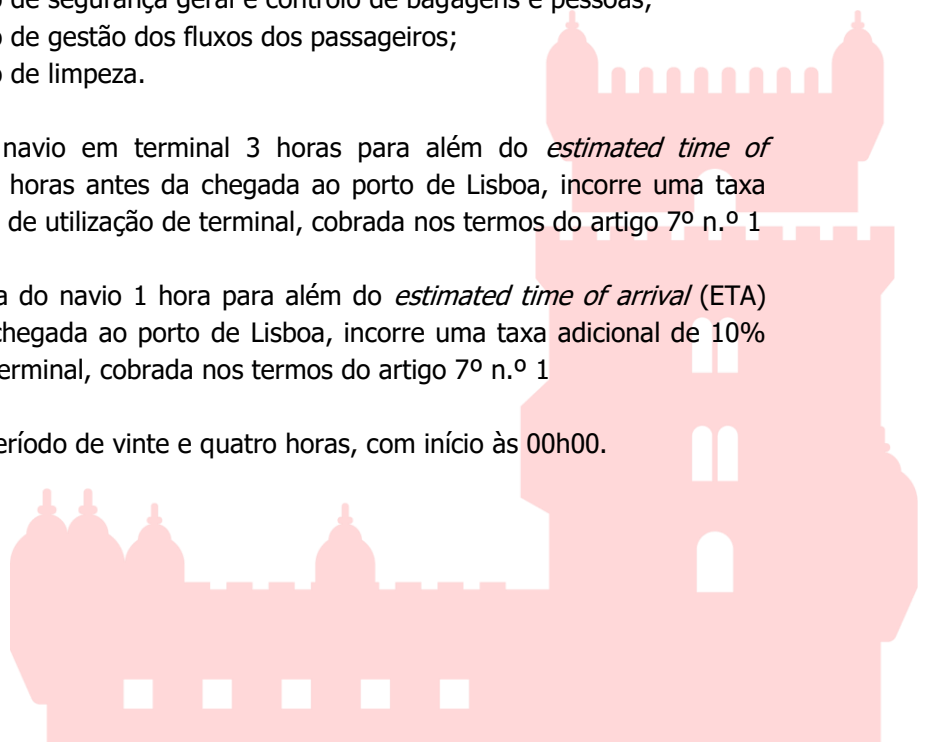 de segurança geral e controlo de bagagens e pessoas;
de gestão dos fluxos dos passageiros;
de limpeza.
navio em terminal 3 horas para além do estimated time of
horas antes da chegada ao porto de Lisboa, incorre uma taxa
de utilização de terminal, cobrada nos termos do artigo 7º n.º 1
do navio 1 hora para além do estimated time of arrival (ETA)
chegada ao porto de Lisboa, incorre uma taxa adicional de 10%
terminal, cobrada nos termos do artigo 7º n.º 1
período de vinte e quatro horas, com início às 00h00.